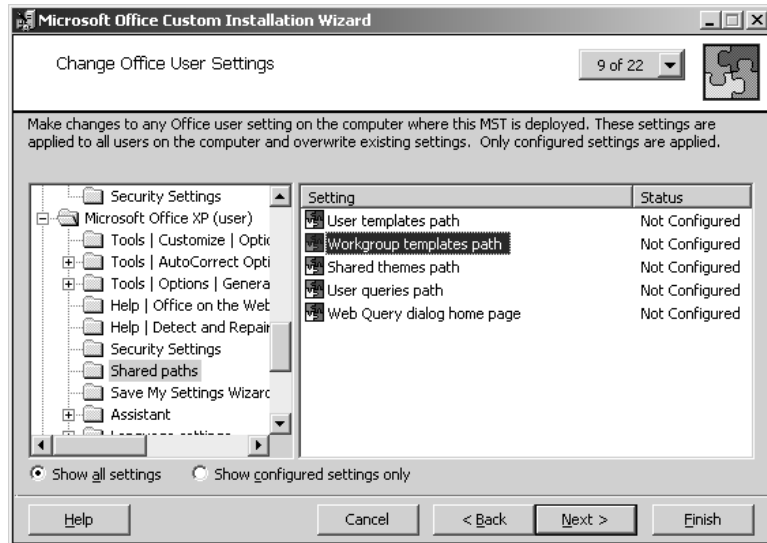 Microsoft Office Custom Installation Wizard
Change Office User Settings
9 of 22
Make changes to any Office user setting on the computer where this MST is deployed. These settings are
applied to all users on the computer and overwrite existing settings. Only configured settings are applied.
Security Settings
Microsoft Office XP (user)
Tools | Customize | Optic
Tools | AutoCorrect Opti
Tools | Options | Genera
Help | Office on the Web
Help | Detect and Repair
Security Settings
Shared paths
Save My Settings Wizarc
Assistant
Setting Status
User templates path Not Configured
Workgroup templates path Not Configured
Shared themes path Not Configured
User queries path Not Configured
Web Query dialog home page Not Configured
Show all settings Show configured settings only
Help Cancel < Back Next > Finish